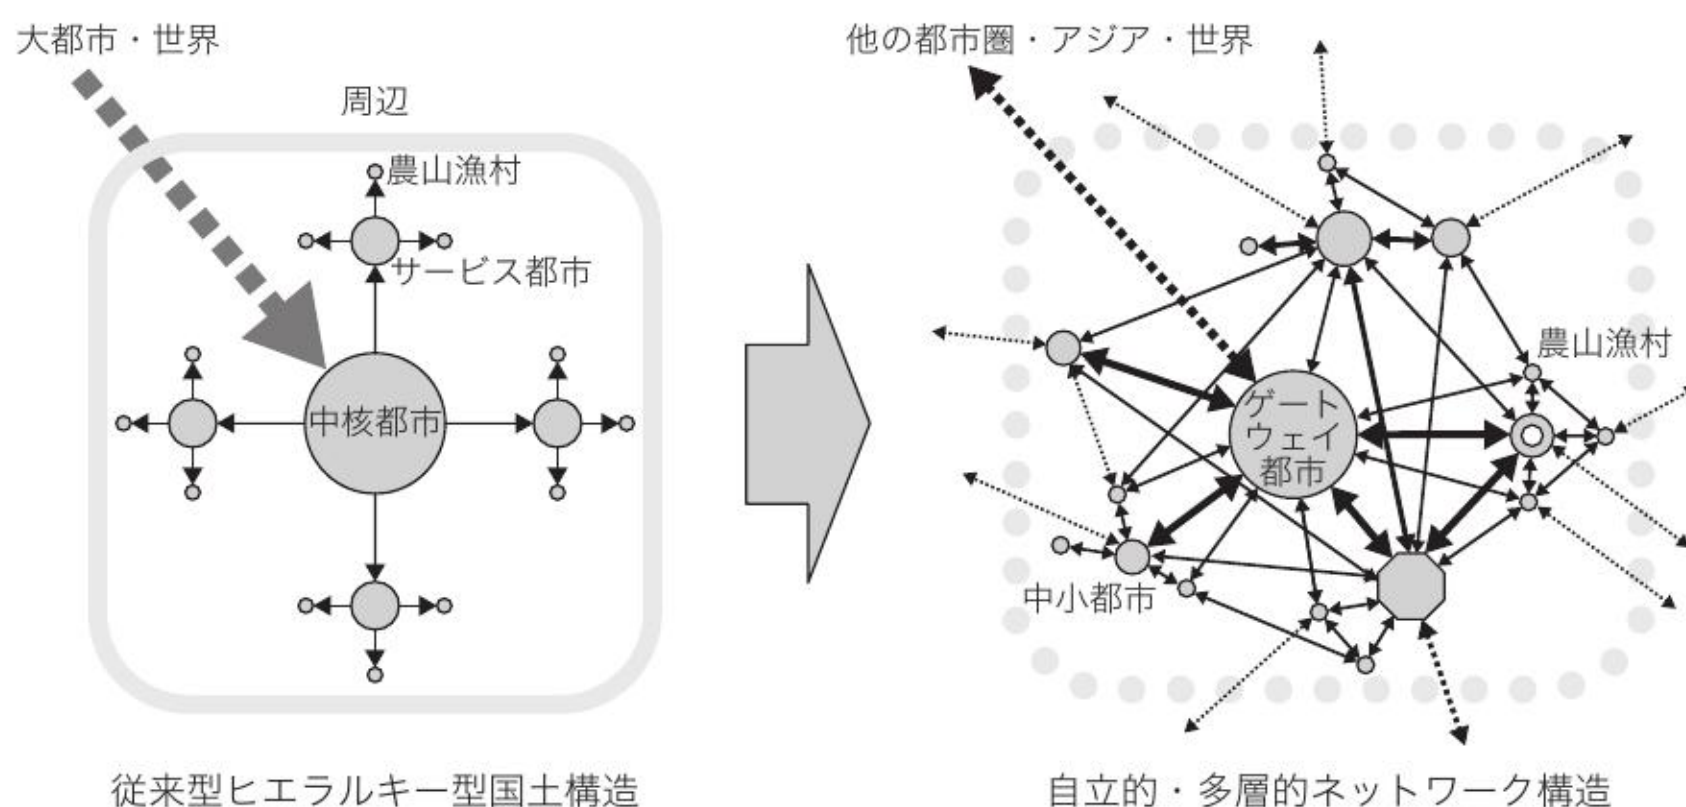 大都市・世界
周辺
農山漁村
サービス都市
中核都市
従来型ヒエラルキー型国土構造
他の都市圏・アジア・世界
農山漁村
ゲート
ウェイ
都市
中小都市
自立的・多層的ネットワーク構造